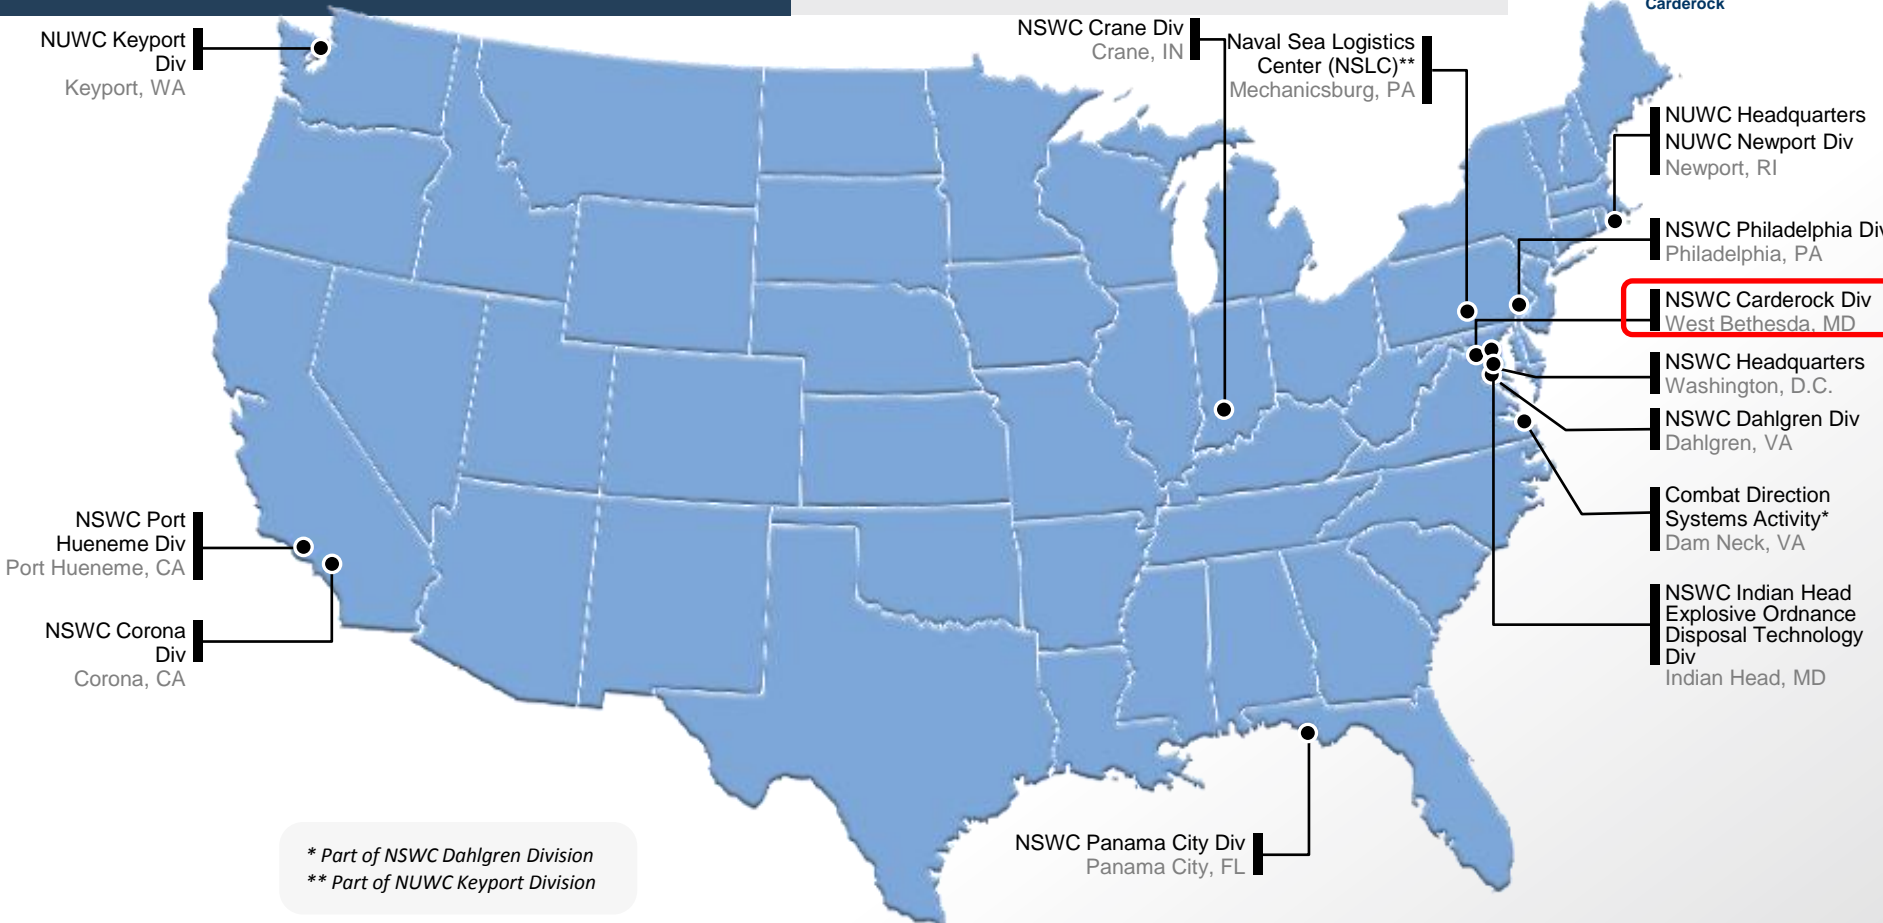 Carderock
NUWC Keyport
Div
Keyport, WA
NSWC Crane Div
Crane, IN
Naval Sea Logistics
Center (NSLC)**
Mechanicsburg, PA
NUWC Headquarters
NUWC Newport Div
Newport, RI
NSWC Philadelphia Div
Philadelphia, PA
NSWC Carderock Div
West Bethesda, MD
NSWC Headquarters
Washington, D.C.
NSWC Dahlgren Div
Dahlgren, VA
Combat Direction
Systems Activity*
Dam Neck, VA
NSWC Indian Head
Explosive Ordnance
Disposal Technology
Div
Indian Head, MD
NSWC Port
Hueneme Div
Port Hueneme, CA
NSWC Corona
Div
Corona, CA
NSWC Panama City Div
Panama City, FL
* Part of NSWC Dahlgren Division
** Part of NUWC Keyport Division